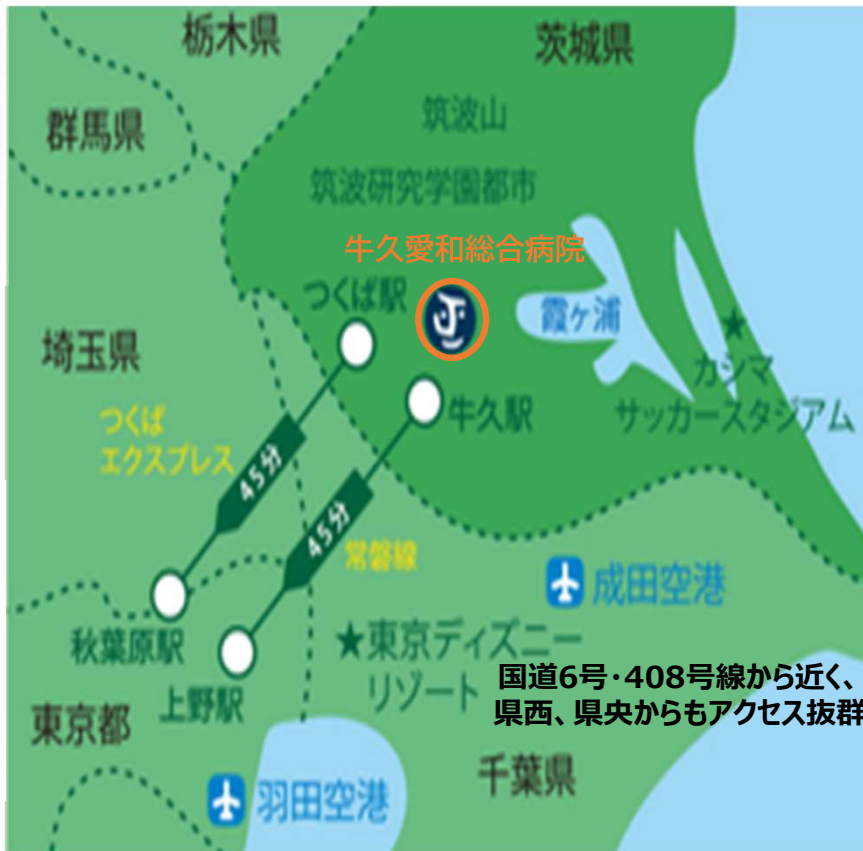 栃木県
茨城県
群馬県
筑波山
筑波研究学園都市
牛久愛和総合病院
つくば駅
霞ヶ浦
埼玉県
カシマ
サッカースタジアム
つくば
エクスプレス
牛久駅
45分
45分
常磐線
成田空港
秋葉原駅
★東京ディズニー
リゾート
上野駅
国道6号・408号線から近く、
県西、県央からもアクセス抜群
東京都
千葉県
羽田空港